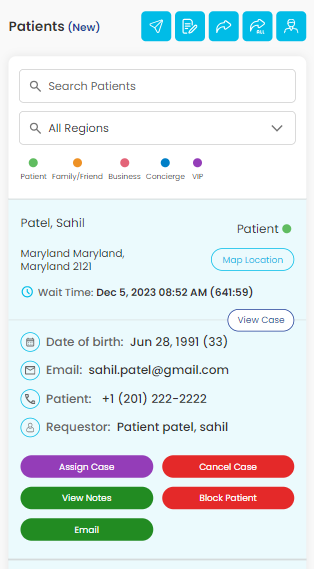 Patients (New)
ALL
Search Patients
All Regions
Patient Family/Friend Business Concierge VIP
Patel, Sahil
Patient
Maryland Maryland,
Maryland 2121
Map Location
Wait Time: Dec 5, 2023 08:52 AM (641:59)
View Case
Date of birth: Jun 28, 1991 (33)
Email: sahil.patel@gmail.com
Patient: +1 (201) 222-2222
Requestor: Patient patel, sahil
Assign Case Cancel Case
View Notes Block Patient
Email